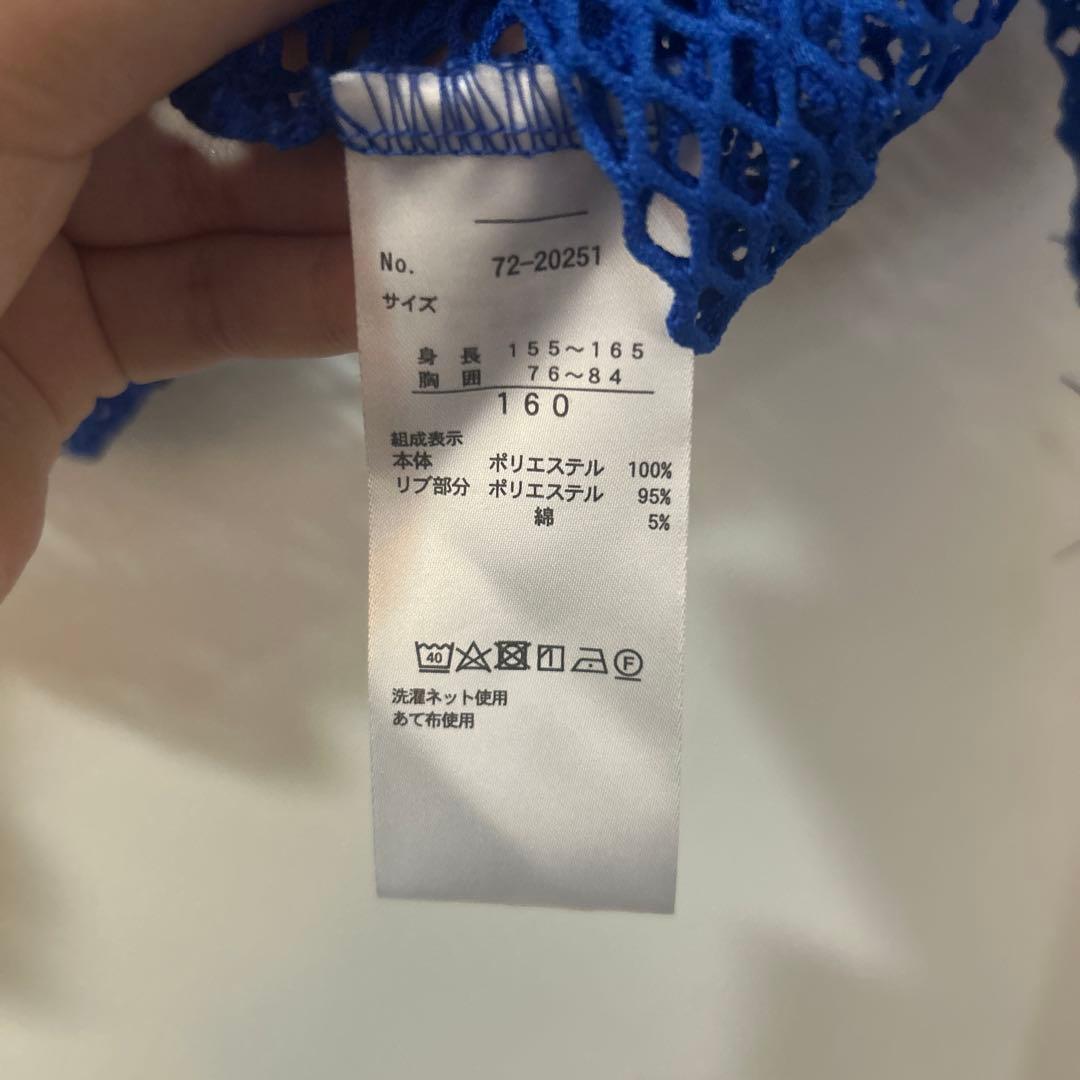 No. 72-20251
サイズ
身長 155～165
胸囲 76～84
160
組成表示
本体 ポリエステル 100%
リブ部分 ポリエステル 95%
綿 5%
40 F
洗濯ネット使用
あて布使用